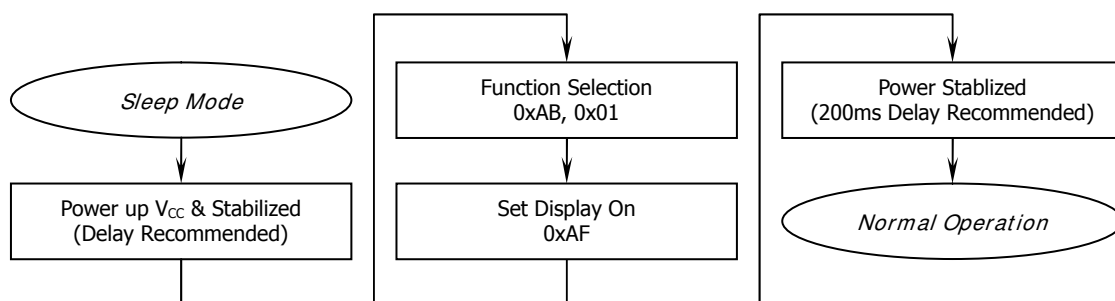 Sleep Mode
Power up VCC & Stabilized
(Delay Recommended)
Function Selection
0xAB, 0x01
Set Display On
0xAF
Power Stablized
(200ms Delay Recommended)
Normal Operation